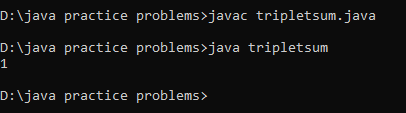 D:\java practice problems>javac tripletsum.java
D:\java practice problems>java tripletsum
1
D:\java practice problems>